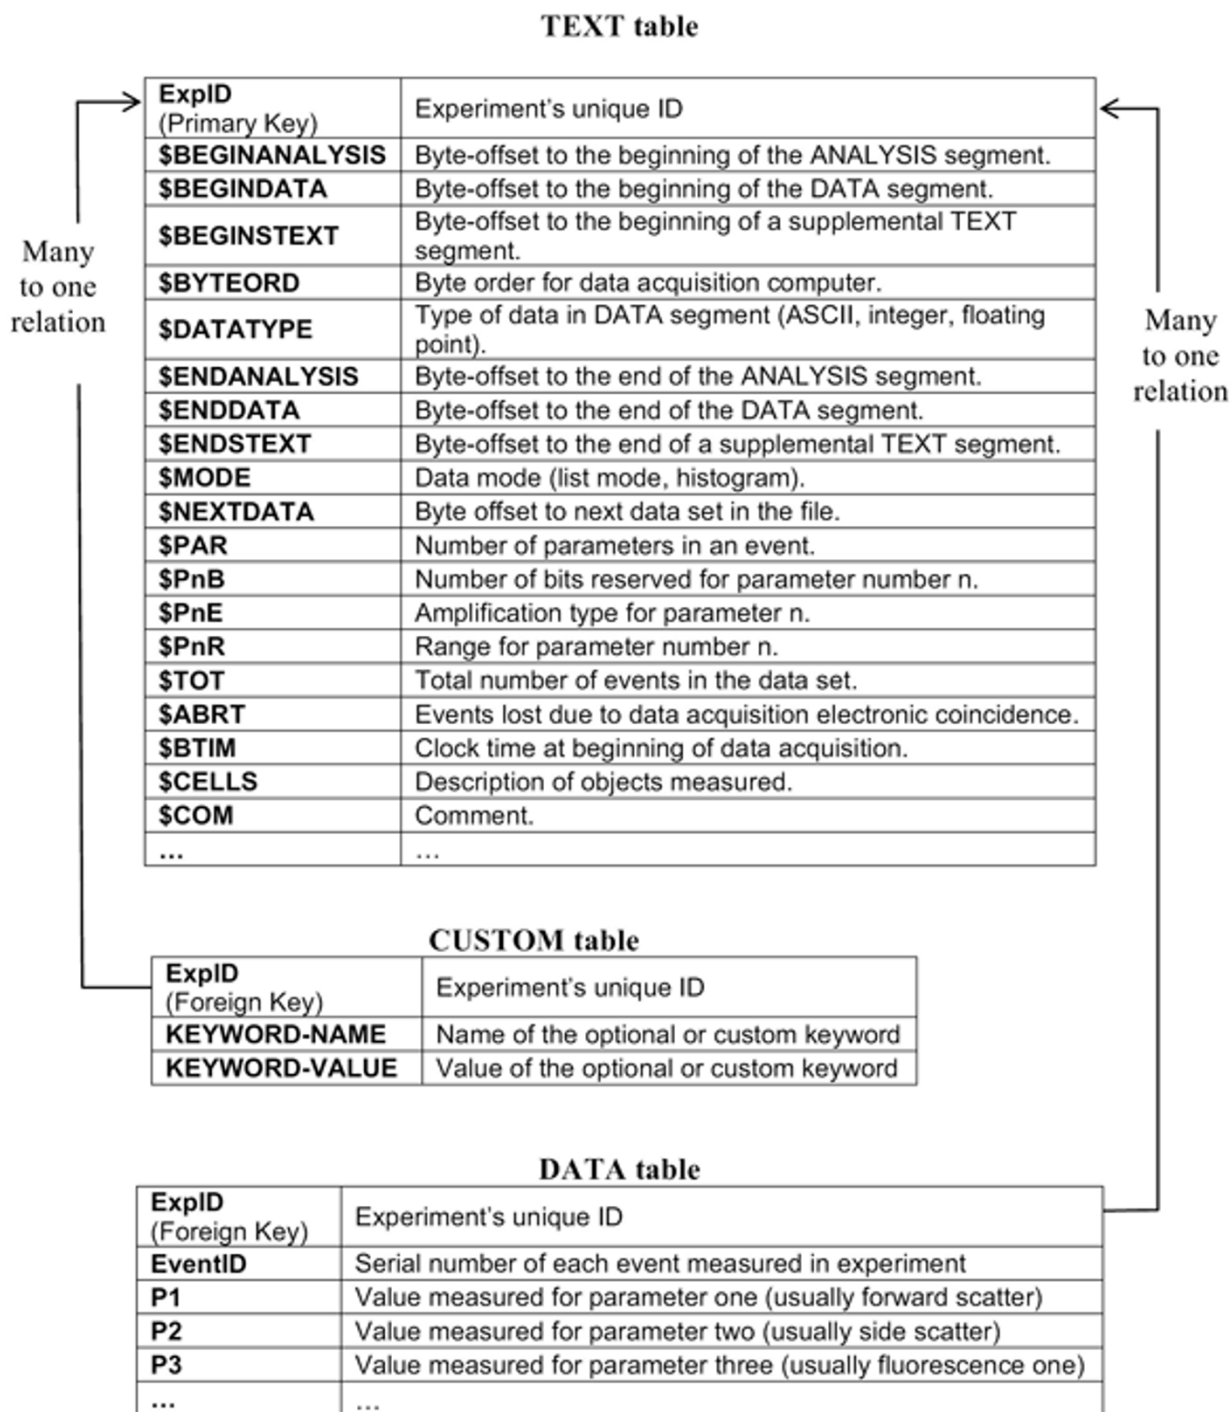 TEXT table
ExpID
(Primary Key)
Experiment's unique ID
$BEGINANALYSIS
Byte-offset to the beginning of the ANALYSIS segment.
$BEGINDATA
Byte-offset to the beginning of the DATA segment.
$BEGINSTEXT
Byte-offset to the beginning of a supplemental TEXT
segment.
$BYTEORD
Byte order for data acquisition computer.
$DATATYPE
Type of data in DATA segment (ASCII, integer, floating
point).
$ENDANALYSIS
Byte-offset to the end of the ANALYSIS segment.
$ENDDATA
Byte-offset to the end of the DATA segment.
$ENDSTEXT
Byte-offset to the end of a supplemental TEXT segment.
$MODE
Data mode (list mode, histogram).
$NEXTDATA
Byte offset to next data set in the file.
$PAR
Number of parameters in an event.
$PnB
Number of bits reserved for parameter number n.
$PnE
Amplification type for parameter n.
$PnR
Range for parameter number n.
$TOT
Total number of events in the data set.
$ABRT
Events lost due to data acquisition electronic coincidence.
$BTIM
Clock time at beginning of data acquisition.
$CELLS
Description of objects measured.
$COM
Comment.
...
...
Many
to one
relation
Many
to one
relation
CUSTOM table
ExpID
(Foreign Key)
Experiment's unique ID
KEYWORD-NAME
Name of the optional or custom keyword
KEYWORD-VALUE
Value of the optional or custom keyword
DATA table
ExpID
(Foreign Key)
Experiment's unique ID
EventID
Serial number of each event measured in experiment
P1
Value measured for parameter one (usually forward scatter)
P2
Value measured for parameter two (usually side scatter)
P3
Value measured for parameter three (usually fluorescence one)
...
...